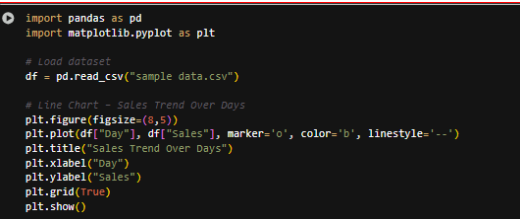 import pandas as pd
import matplotlib.pyplot as plt
# Load dataset
df = pd.read_csv("sample data.csv")
# Line Chart - Sales Trend Over Days
plt.figure(figsize=(8,5))
plt.plot(df["Day"], df["Sales"], marker='o', color='b', linestyle='--')
plt.title("Sales Trend Over Days")
plt.xlabel("Day")
plt.ylabel("Sales")
plt.grid(True)
plt.show()